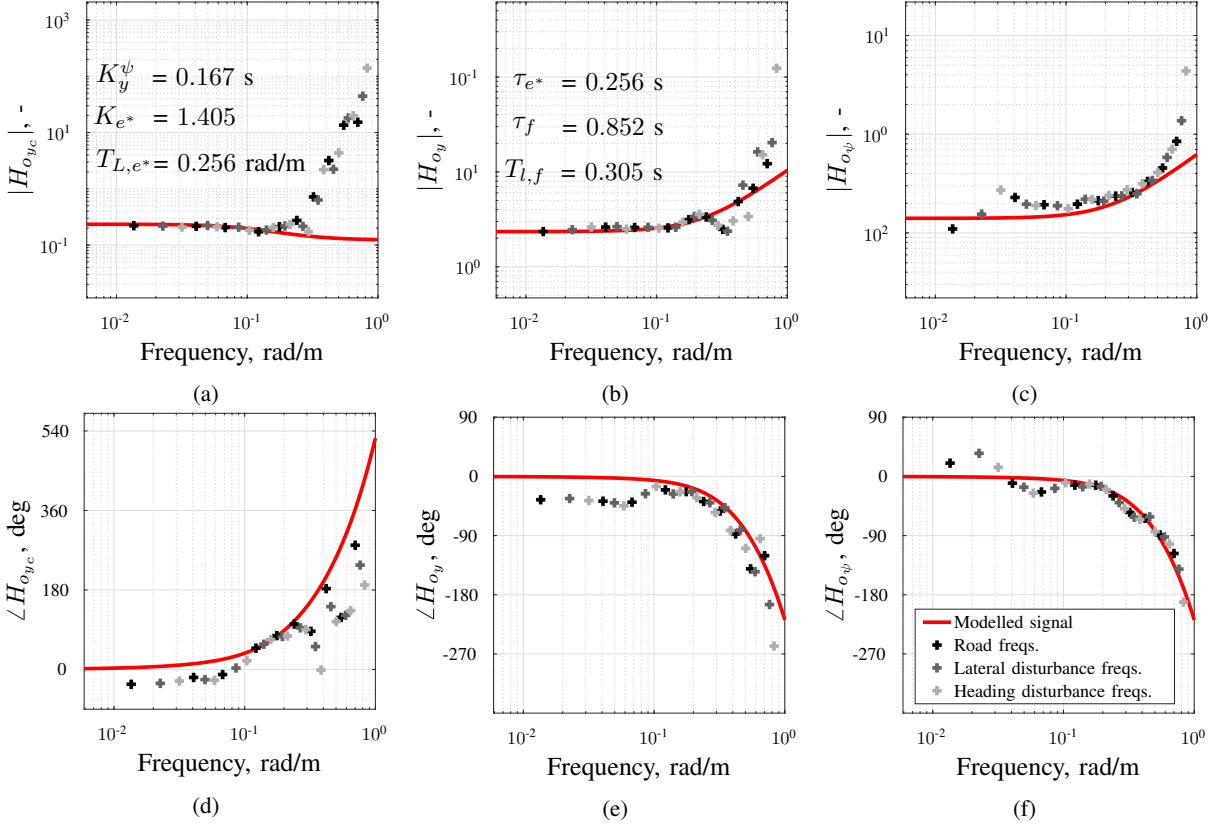 10^3
10^1
10^-1
|H_{o_{yc}}|, -
K_y^ψ = 0.167 s
K_{e*} = 1.405
T_{L,e*} = 0.256 rad/m
10^-2
10^-1
10^0
Frequency, rad/m
(a)
10^-1
10^1
10^0
|H_{o_y}|, -
τ_{e*} = 0.256 s
τ_f = 0.852 s
T_{l,f} = 0.305 s
10^-2
10^-1
10^0
Frequency, rad/m
(b)
10^1
10^0
10^2
|H_{o_ψ}|, -
10^-2
10^-1
10^0
Frequency, rad/m
(c)
540
360
180
0
∠H_{o_{yc}}, deg
10^-2
10^-1
10^0
Frequency, rad/m
(d)
90
0
-90
-180
-270
∠H_{o_y}, deg
10^-2
10^-1
10^0
Frequency, rad/m
(e)
90
0
-90
-180
-270
∠H_{o_ψ}, deg
Modelled signal
Road freqs.
Lateral disturbance freqs.
Heading disturbance freqs.
10^-2
10^-1
10^0
Frequency, rad/m
(f)